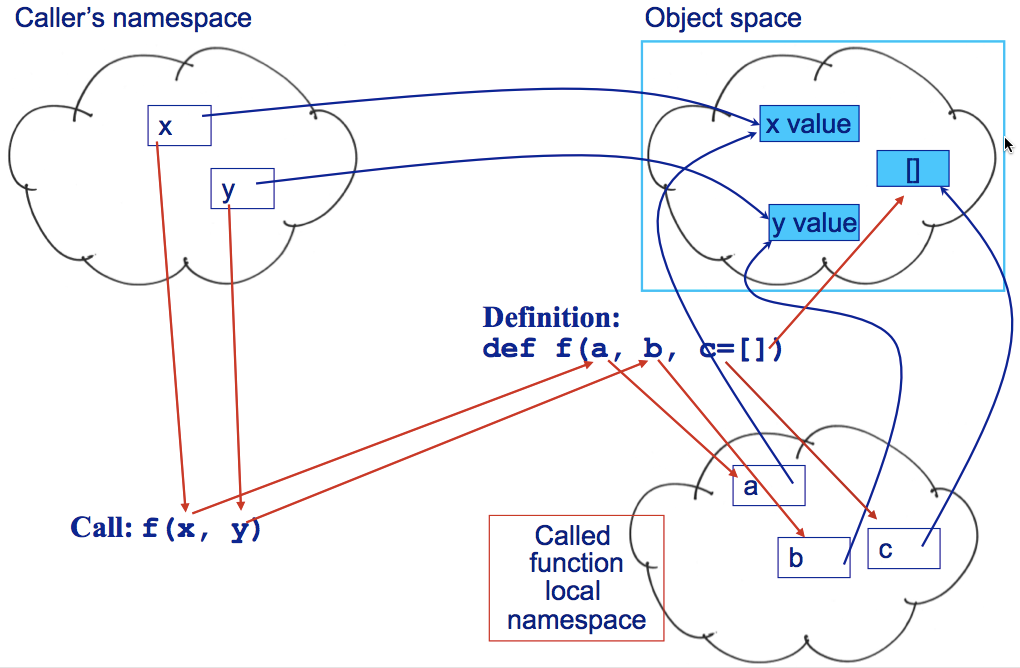 Caller’s namespace
Object space
x
y
x value
[]
y value
Definition:
def f(a, b, c=[])
Call: f(x, y)
Called
function
local
namespace
a
b
c